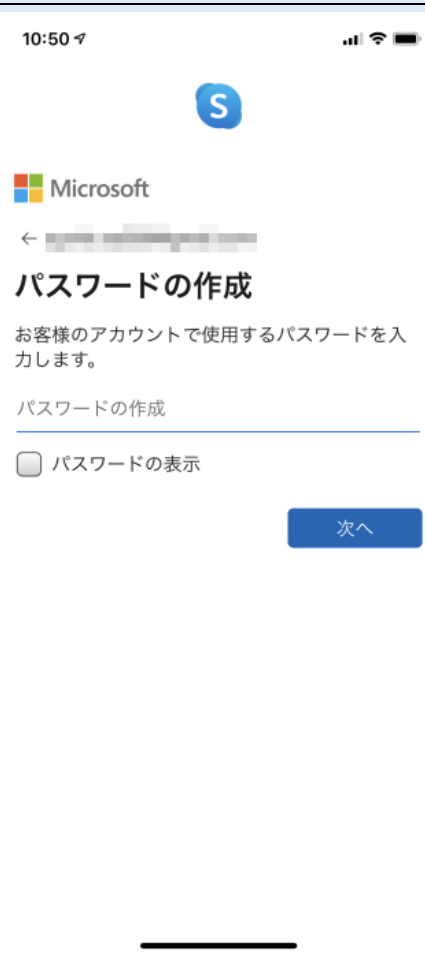 10:50
S
Microsoft
パスワードの作成
お客様のアカウントで使用するパスワードを入
力します。
パスワードの作成
パスワードの表示
次へ